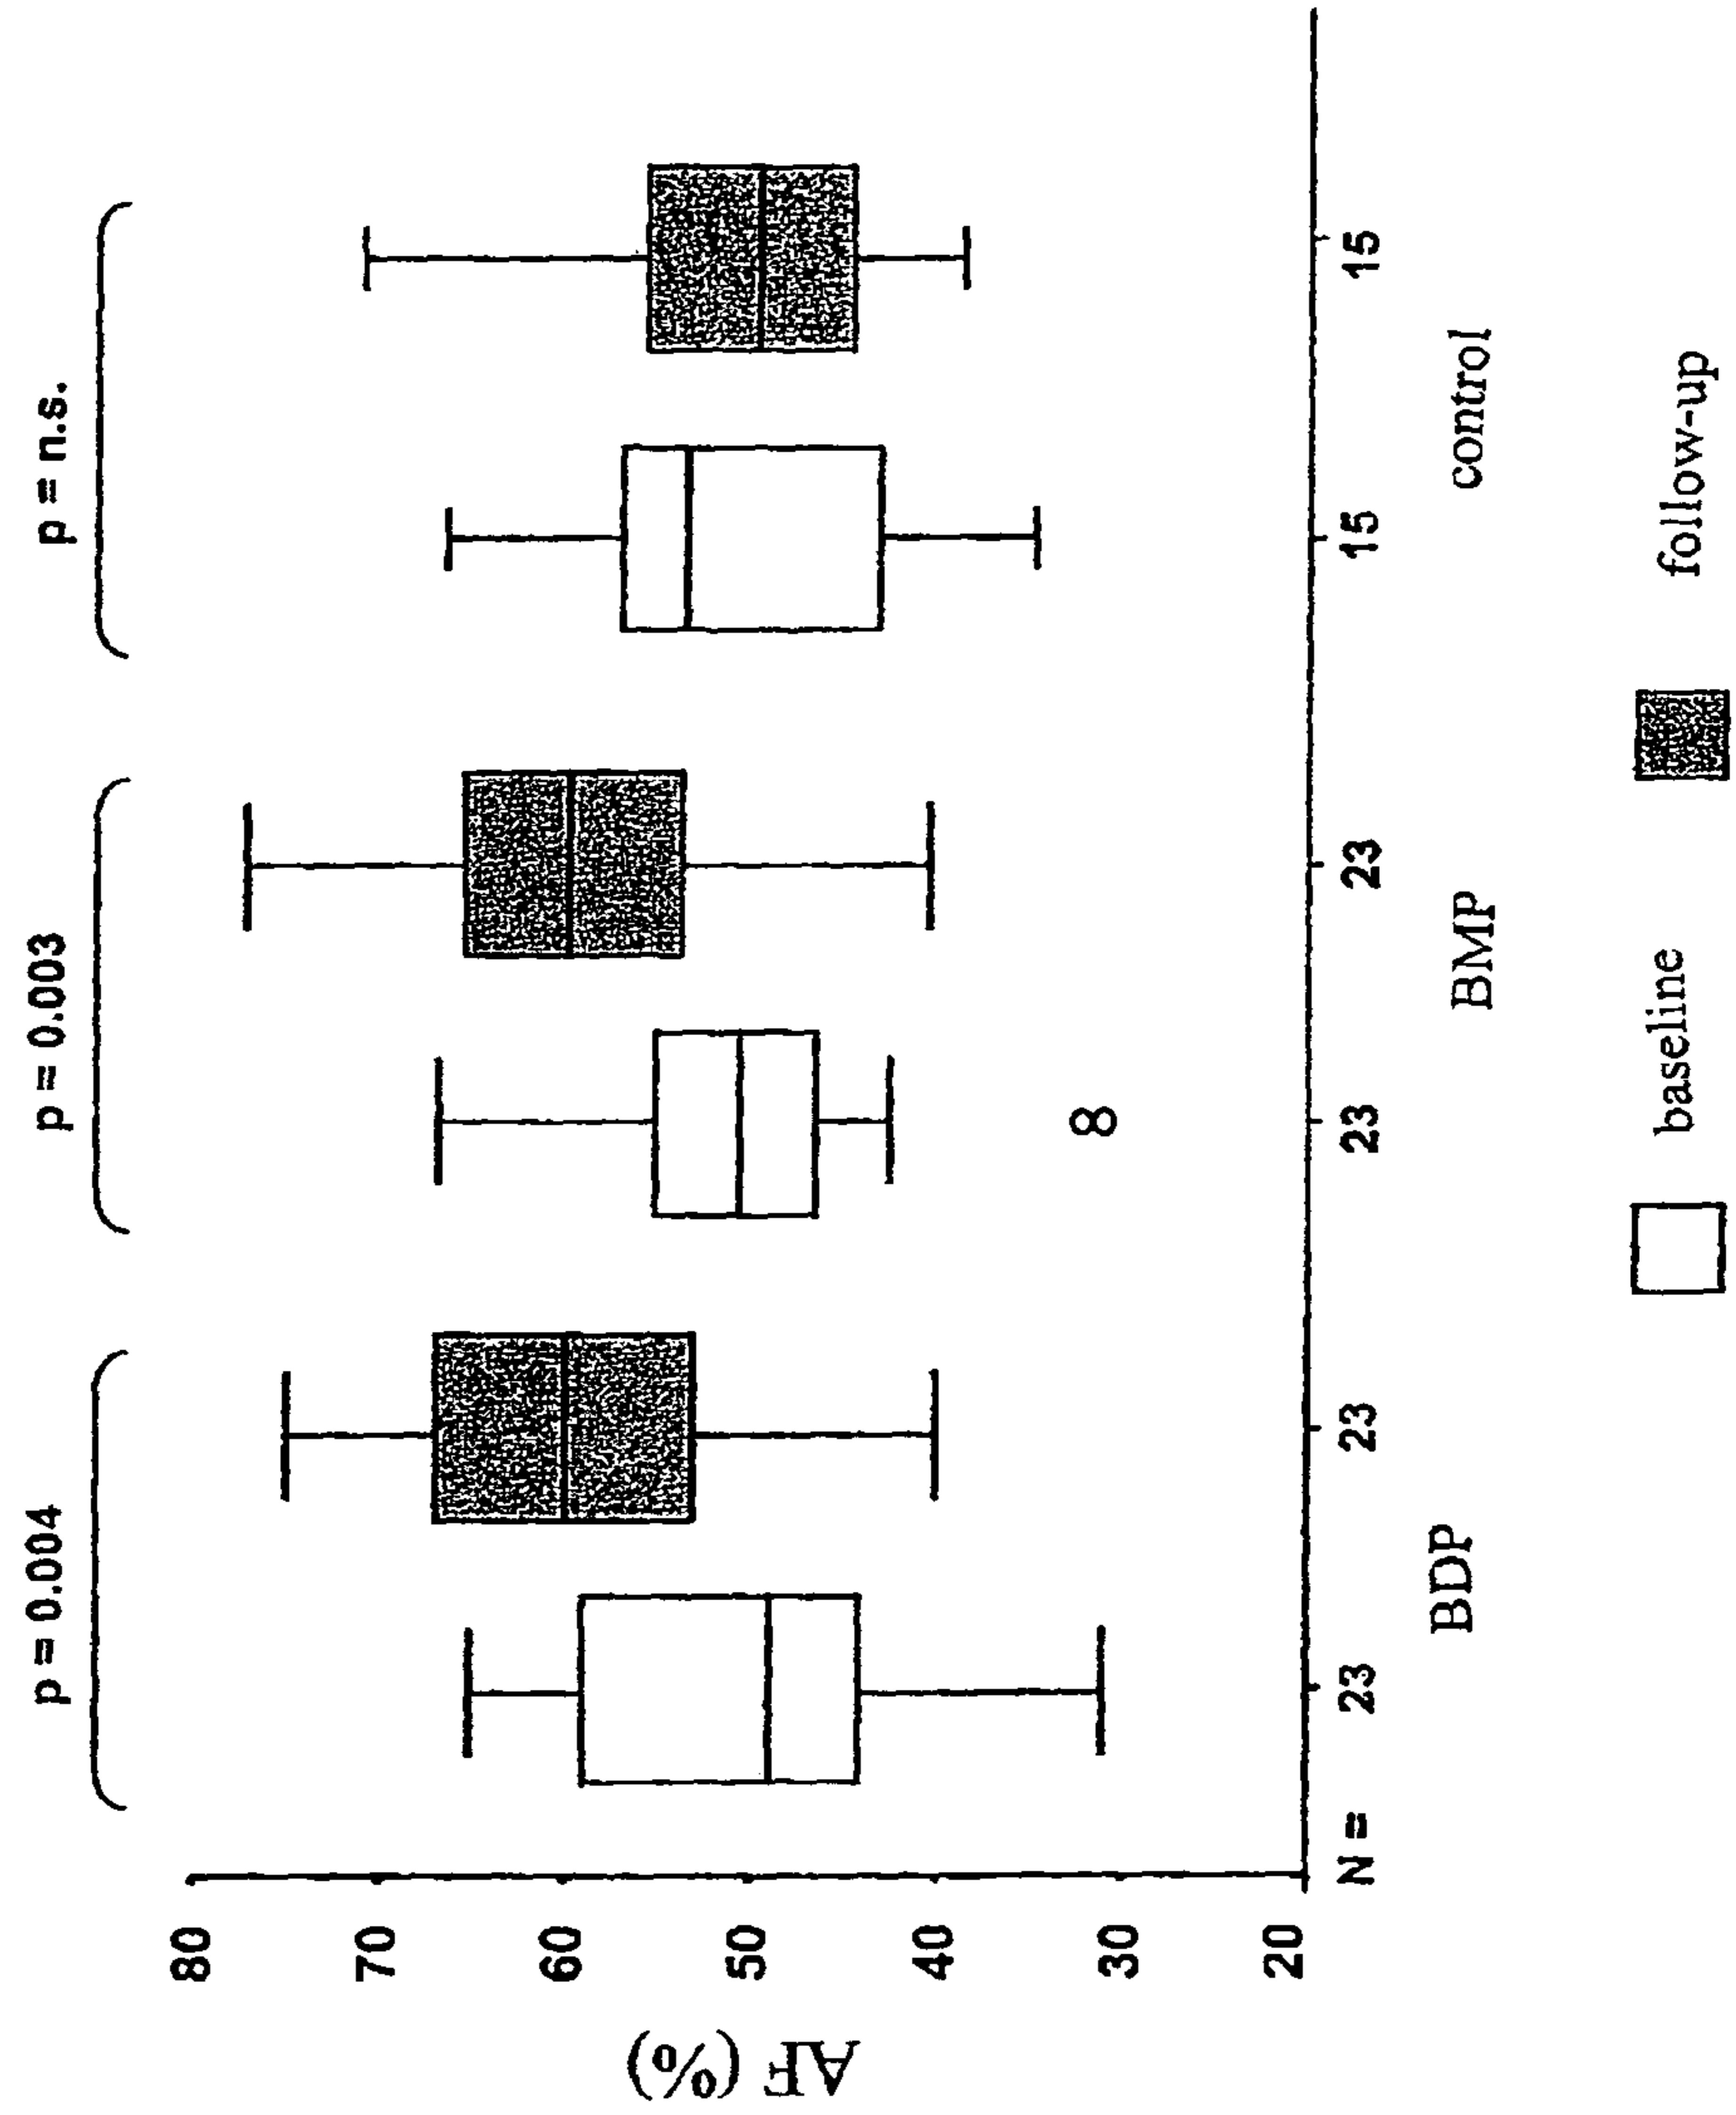 p = 0.004 p = 0.003 p = n.s.
80
70
60
50
40
30
20
AF (%)
8
N = 23 23 23 23 15 15
BDP BMP control
baseline follow-up